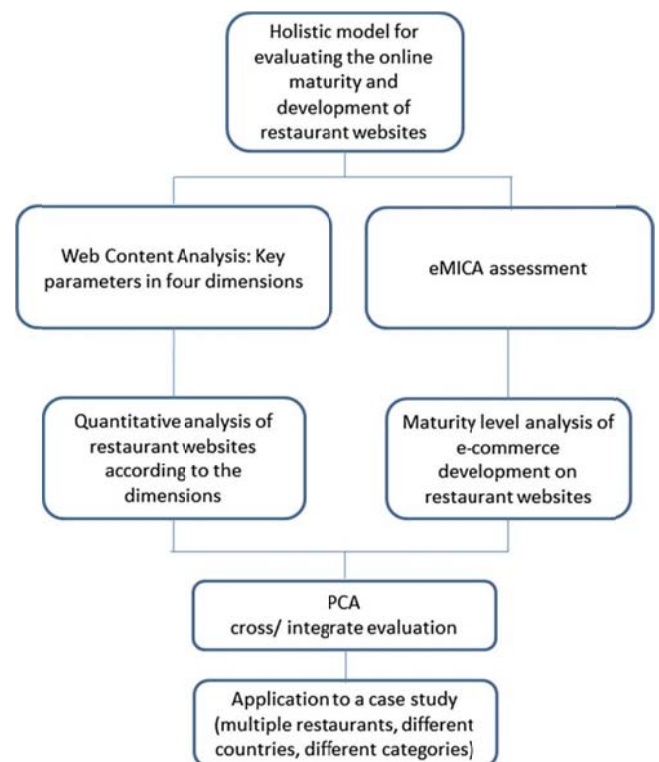 Holistic model for
evaluating the online
maturity and
development of
restaurant websites
Web Content Analysis: Key
parameters in four dimensions
eMICA assessment
Quantitative analysis of
restaurant websites
according to the
dimensions
Maturity level analysis of
e-commerce
development on
restaurant websites
PCA
cross/ integrate evaluation
Application to a case study
(multiple restaurants, different
countries, different categories)